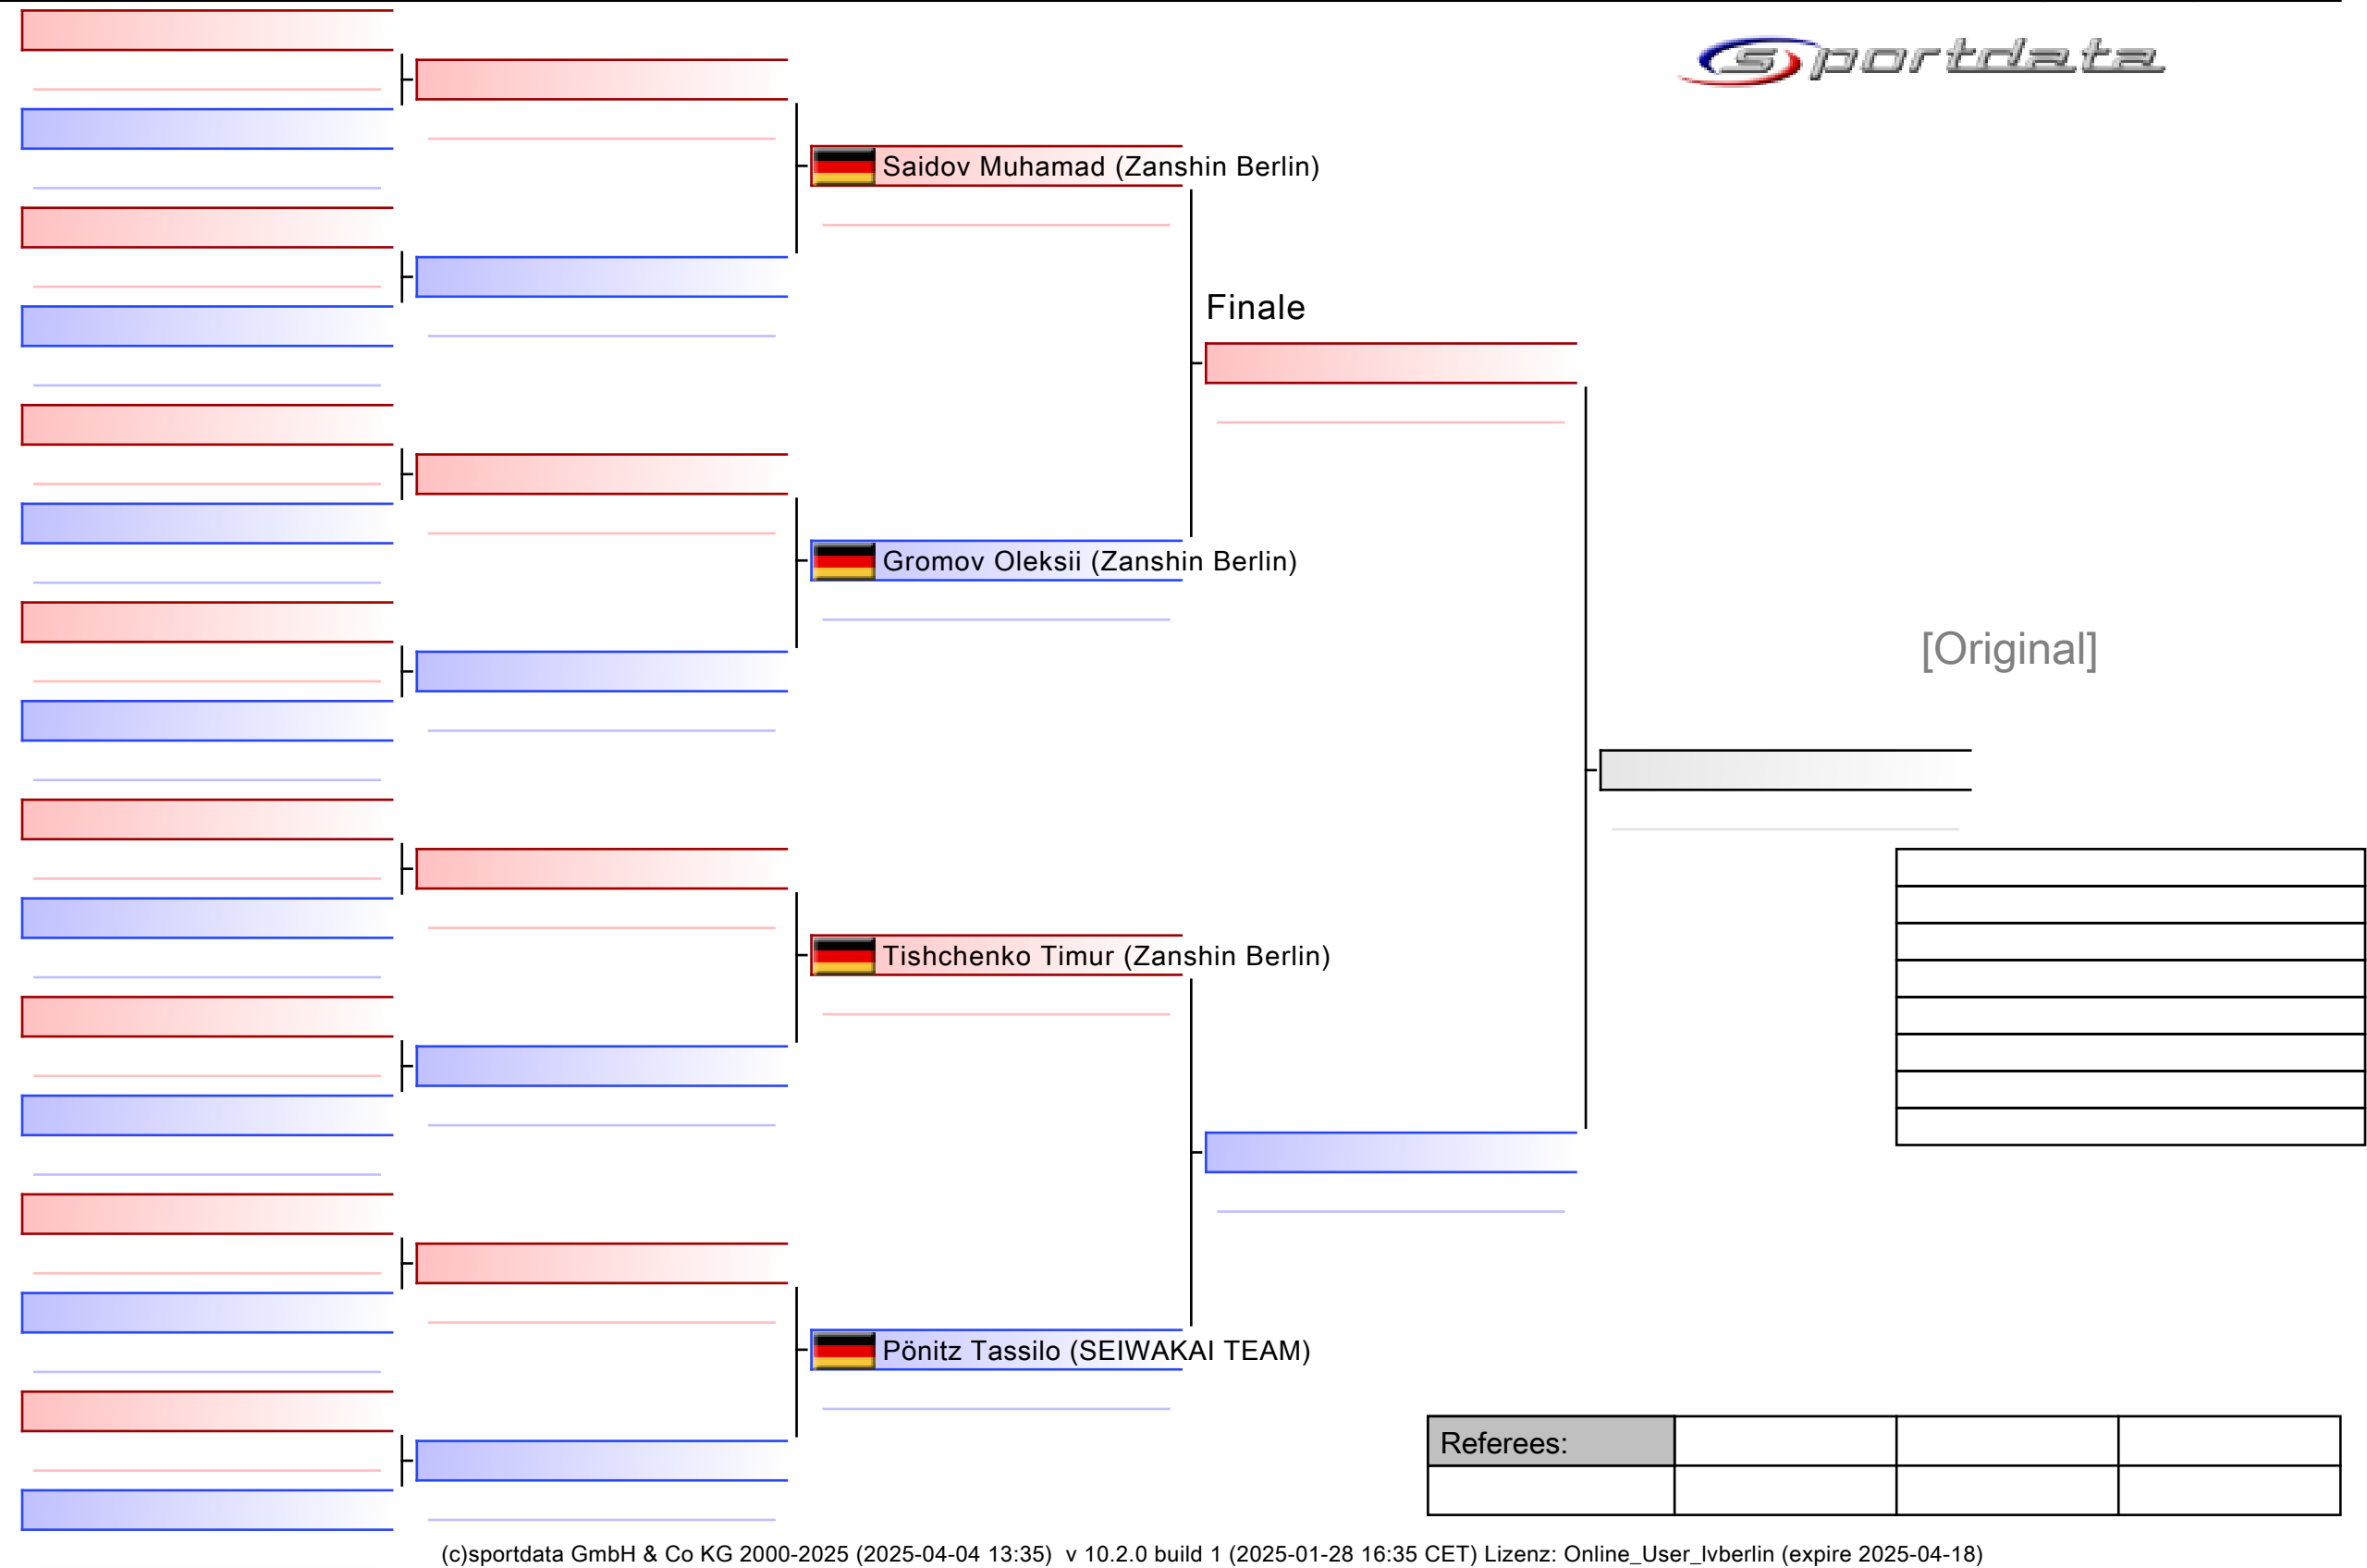 sportdata
Saidov Muhamad (Zanshin Berlin)
Finale
Gromov Oleksii (Zanshin Berlin)
[Original]
Tishchenko Timur (Zanshin Berlin)
Pönitz Tassilo (SEIWAKAI TEAM)
Referees:
(c)sportdata GmbH & Co KG 2000-2025 (2025-04-04 13:35)  v 10.2.0 build 1 (2025-01-28 16:35 CET) Lizenz: Online_User_lvberlin (expire 2025-04-18)